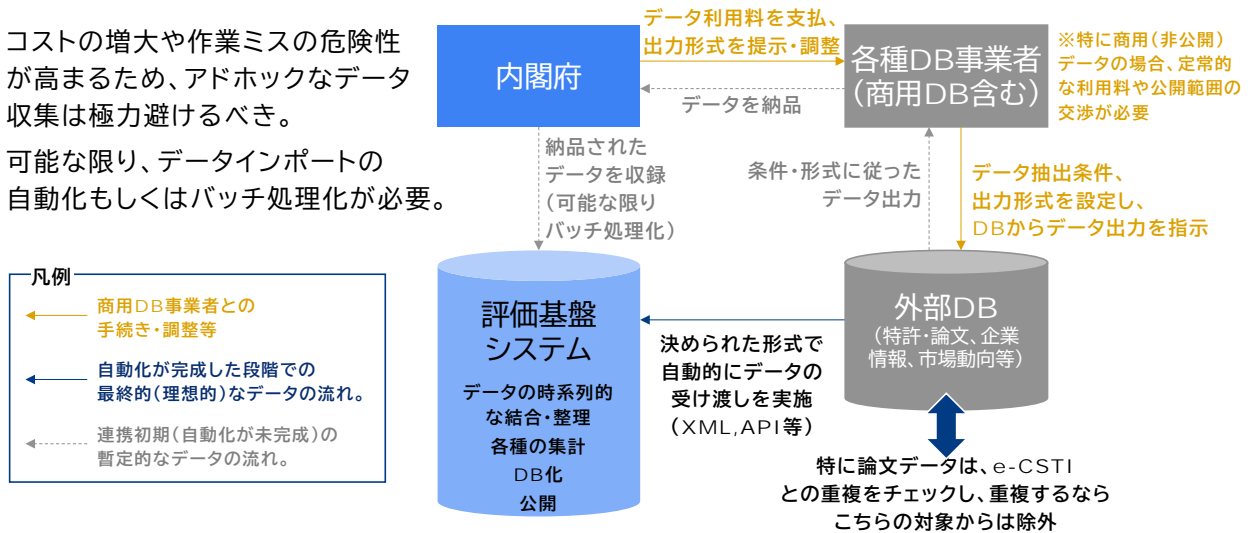 コストの増大や作業ミスの危険性
が高まるため、アドホックなデータ
収集は極力避けるべき。
可能な限り、データインポートの
自動化もしくはバッチ処理化が必要。
凡例
商用DB事業者との
手続き・調整等
自動化が完成した段階での
最終的(理想的)なデータの流れ。
連携初期(自動化が未完成)の
暫定的なデータの流れ。
内閣府
データ利用料を支払、
出力形式を提示・調整
データを納品
各種DB事業者
(商用DB含む)
※特に商用(非公開)
データの場合、定常的
な利用料や公開範囲の
交渉が必要
納品された
データを収録
(可能な限り
バッチ処理化)
条件・形式に従った
データ出力
データ抽出条件、
出力形式を設定し、
DBからデータ出力を指示
評価基盤
システム
データの時系列的
な結合・整理
各種の集計
DB化
公開
決められた形式で
自動的にデータの
受け渡しを実施
(XML,API等)
外部DB
(特許・論文、企業
情報、市場動向等)
特に論文データは、e-CSTI
との重複をチェックし、重複するなら
こちらの対象からは除外